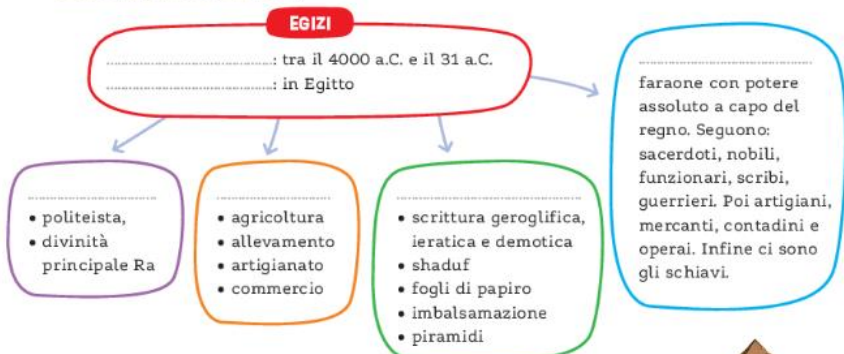 EGIZI
................................................: tra il 4000 a.C. e il 31 a.C.
................................................: in Egitto
........................................
• politeista,
• divinità
principale Ra
........................................
• agricoltura
• allevamento
• artigianato
• commercio
................................................
• scrittura geroglifica,
ieratica e demotica
• shaduf
• fogli di papiro
• imbalsamazione
• piramidi
................................................
faraone con potere
assoluto a capo del
regno. Seguono:
sacerdoti, nobili,
funzionari, scribi,
guerrieri. Poi artigiani,
mercanti, contadini e
operai. Infine ci sono
gli schiavi.